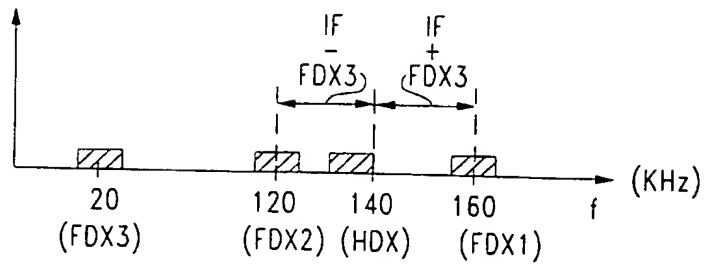 IF IF
- +
FDX3 FDX3
(KHz)
20 120 140 160 f
(FDX3) (FDX2) (HDX) (FDX1)